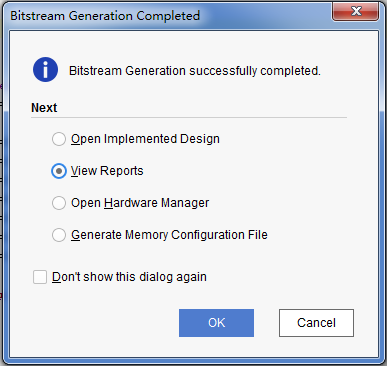 Bitstream Generation Completed
Bitstream Generation successfully completed.
Next
Open Implemented Design
View Reports
Open Hardware Manager
Generate Memory Configuration File
Don't show this dialog again
OK
Cancel